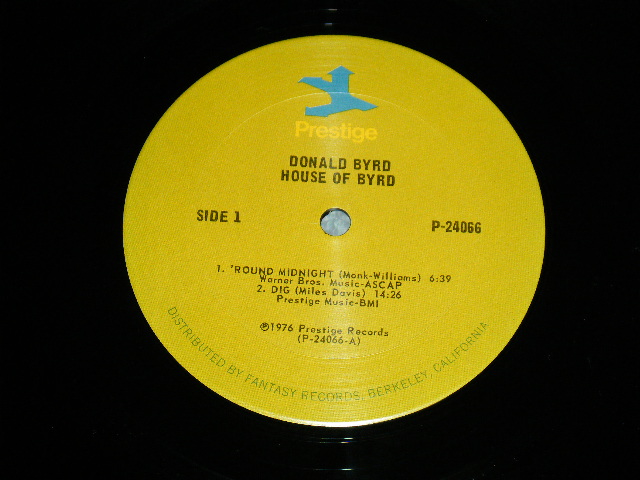 Prestige
DONALD BYRD
HOUSE OF BYRD
SIDE 1
P-24066
1. 'ROUND MIDNIGHT (Monk-Williams) 6:39
Warner Bros. Music-ASCAP
2. DIG (Miles Davis) 14:26
Prestige Music-BMI
℗1976 Prestige Records
(P-24066-A)
DISTRIBUTED BY FANTASY RECORDS, BERKELEY, CALIFORNIA